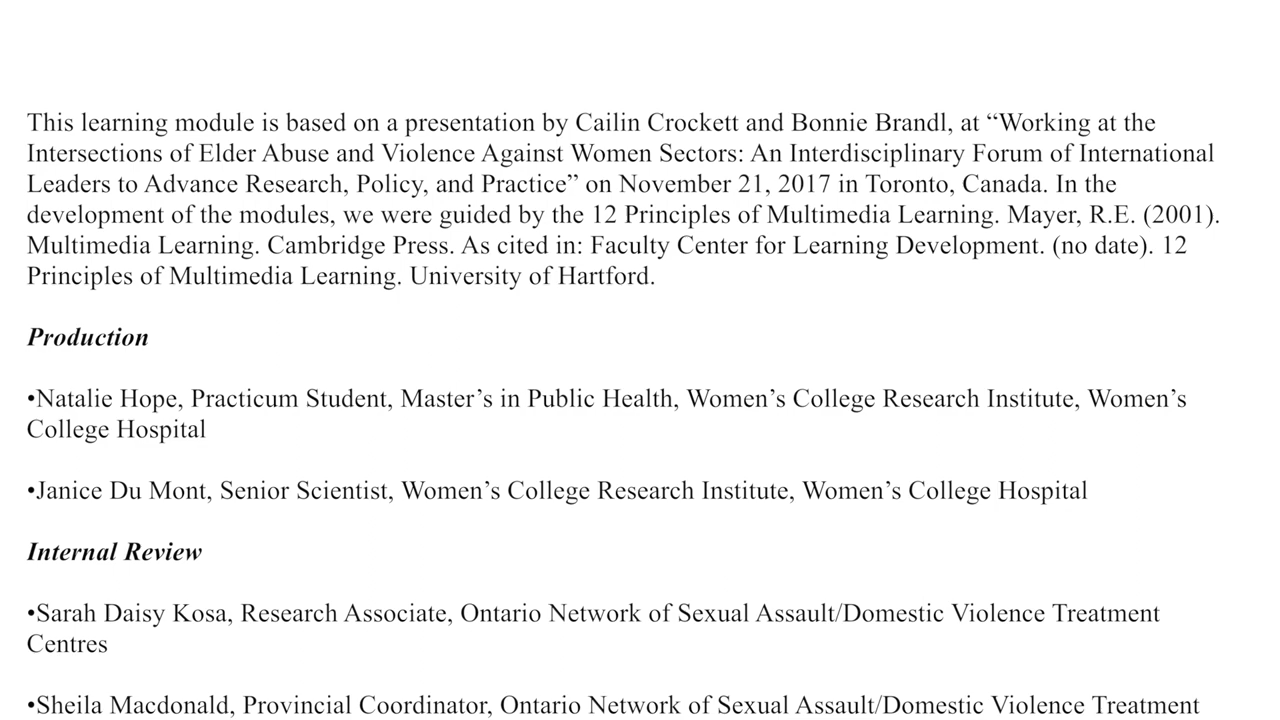 This learning module is based on a presentation by Cailin Crockett and Bonnie Brandl, at “Working at the
Intersections of Elder Abuse and Violence Against Women Sectors: An Interdisciplinary Forum of International
Leaders to Advance Research, Policy, and Practice” on November 21, 2017 in Toronto, Canada. In the
development of the modules, we were guided by the 12 Principles of Multimedia Learning. Mayer, R.E. (2001).
Multimedia Learning. Cambridge Press. As cited in: Faculty Center for Learning Development. (no date). 12
Principles of Multimedia Learning. University of Hartford.
Production
•Natalie Hope, Practicum Student, Master’s in Public Health, Women’s College Research Institute, Women’s
College Hospital
•Janice Du Mont, Senior Scientist, Women’s College Research Institute, Women’s College Hospital
Internal Review
•Sarah Daisy Kosa, Research Associate, Ontario Network of Sexual Assault/Domestic Violence Treatment
Centres
•Sheila Macdonald, Provincial Coordinator, Ontario Network of Sexual Assault/Domestic Violence Treatment